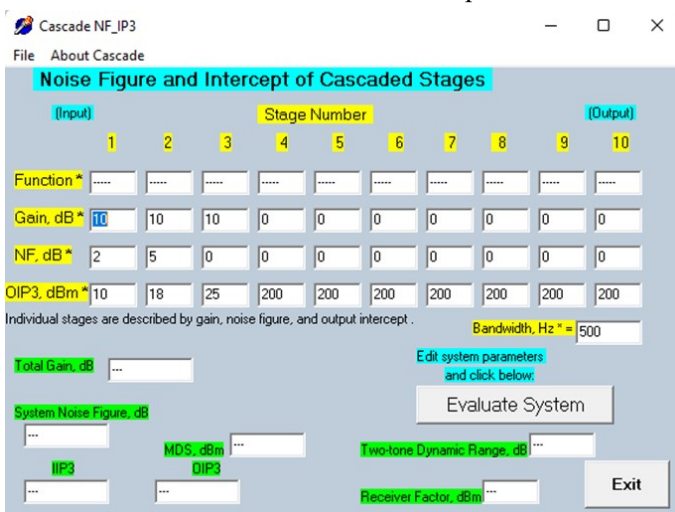 Cascade NF_IP3
File About Cascade
Noise Figure and Intercept of Cascaded Stages
(Input) Stage Number (Output)
1 2 3 4 5 6 7 8 9 10
Function * ----- ----- ----- ----- ----- ----- ----- ----- ----- -----
Gain, dB * 10 10 10 0 0 0 0 0 0 0
NF, dB * 2 5 0 0 0 0 0 0 0 0
OIP3, dBm * 10 18 25 200 200 200 200 200 200 200
Individual stages are described by gain, noise figure, and output intercept .
Bandwidth, Hz * = 500
Edit system parameters
and click below:
Total Gain, dB ---
Evaluate System
System Noise Figure, dB
---
MDS, dBm ---
Two-tone Dynamic Range, dB ---
IIP3 OIP3
--- ---
Receiver Factor, dBm ---
Exit